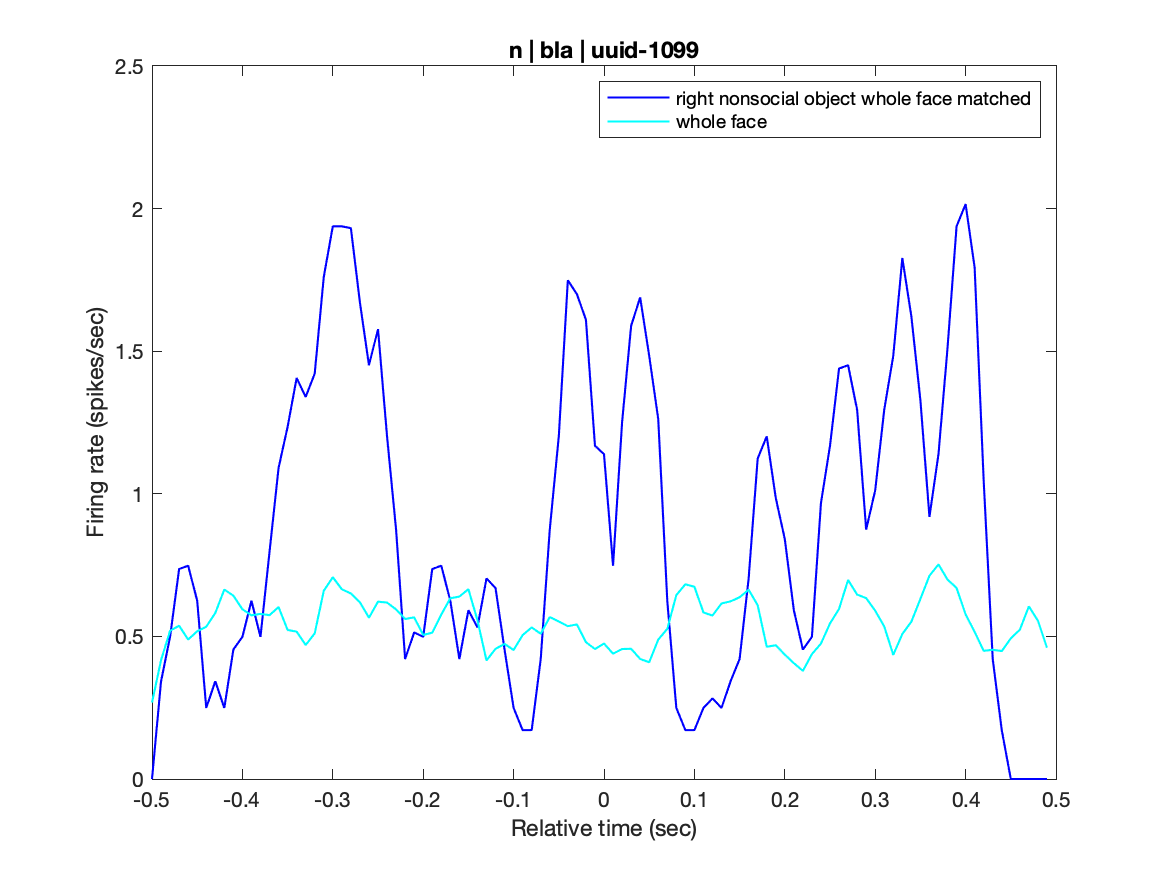 n | bla | uuid-1099
2.5
right nonsocial object whole face matched
whole face
2
1.5
1
0.5
0
Firing rate (spikes/sec)
-0.5 -0.4 -0.3 -0.2 -0.1 0 0.1 0.2 0.3 0.4 0.5
Relative time (sec)